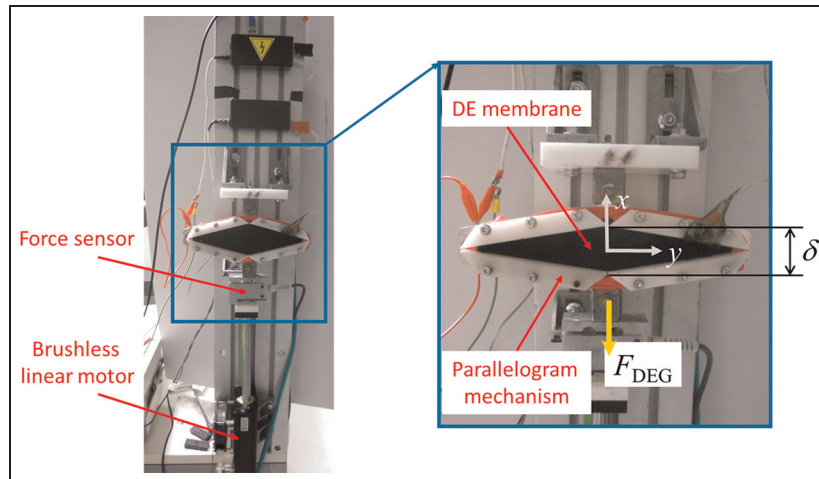 Force sensor
Brushless
linear motor
DE membrane
x
y
δ
F_DEG
Parallelogram
mechanism